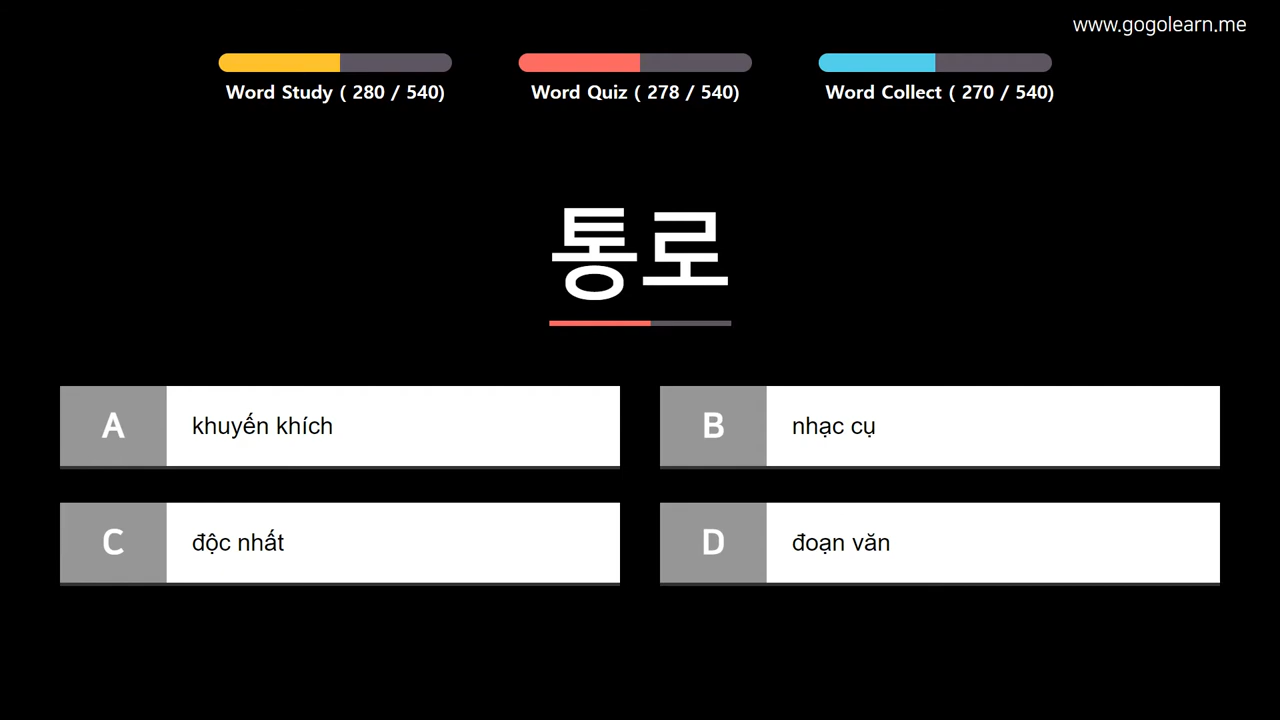 www.gogolearn.me
Word Study ( 280 / 540)
Word Quiz ( 278 / 540)
Word Collect ( 270 / 540)
통로
A khuyến khích
B nhạc cụ
C độc nhất
D đoạn văn